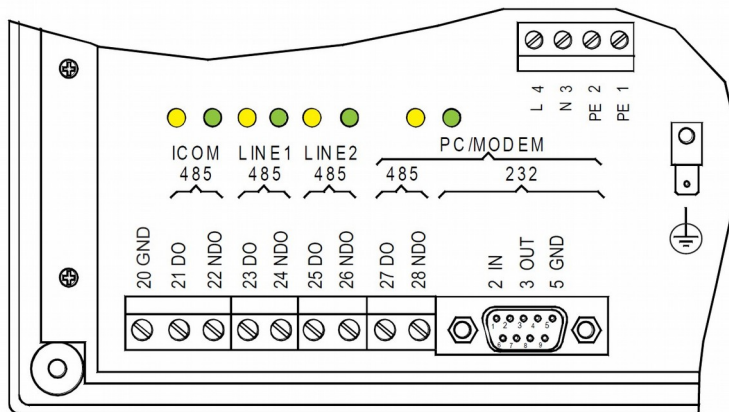 L 4
N 3
PE 2
PE 1
PC/MODEM
ICOM LINE1 LINE2
485 485 485 485 232
20 GND
21 DO
22 NDO
23 DO
24 NDO
25 DO
26 NDO
27 DO
28 NDO
2 IN
3 OUT
5 GND
1 2 3 4 5
6 7 8 9